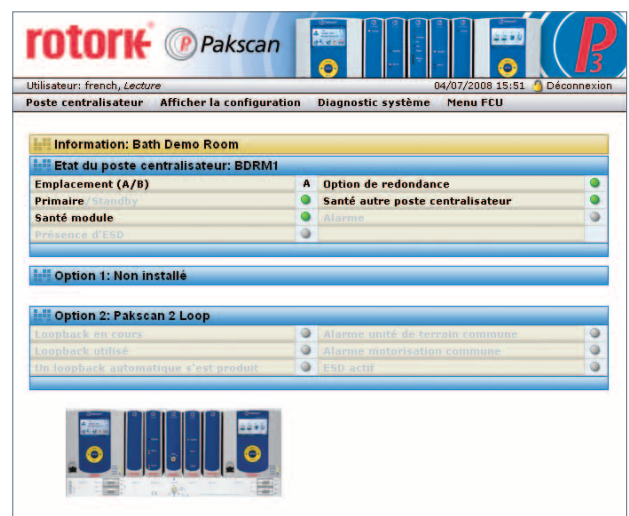 rotork Pakscan P3
Utilisateur: french, Lecture 04/07/2008 15:51 Déconnexion
Poste centralisateur Afficher la configuration Diagnostic système Menu FCU
Information: Bath Demo Room
Etat du poste centralisateur: BDRM1
Emplacement (A/B) A Option de redondance
Primaire/Standby Santé autre poste centralisateur
Santé module Alarme
Présence d'ESD
Option 1: Non installé
Option 2: Pakscan 2 Loop
Loopback en cours Alarme unité de terrain commune
Loopback utilisé Alarme motorisation commune
Un loopback automatique s'est produit ESD actif